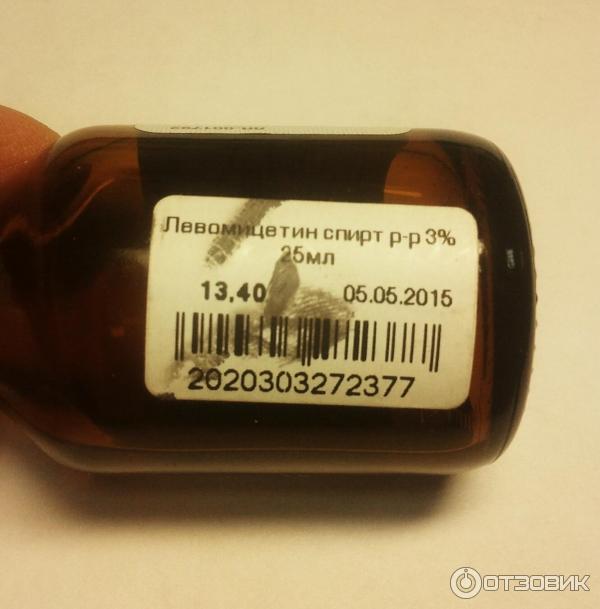 Левомицетин спирт р-р 3%
25мл
13,40 05.05.2015
2020303272377
ОТЗОВИК